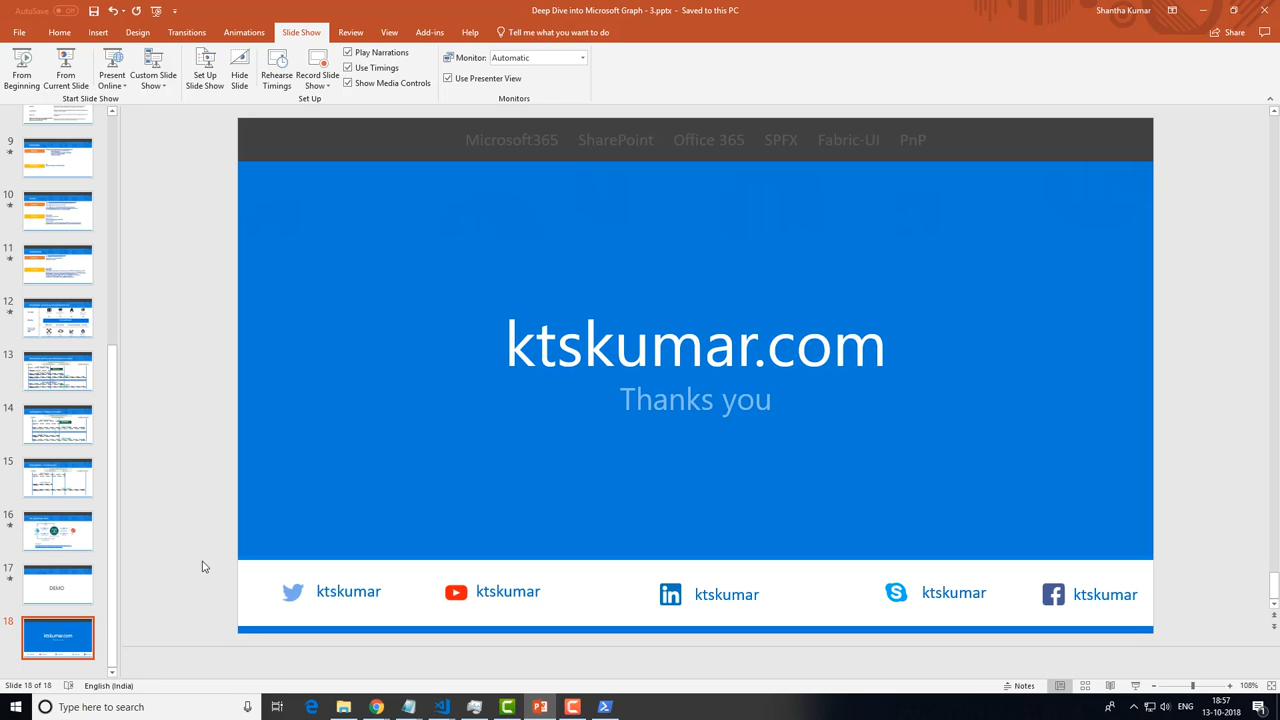 AutoSave Off
Deep Dive into Microsoft Graph - 3.pptx - Saved to this PC
Shantha Kumar
File Home Insert Design Transitions Animations Slide Show Review View Add-ins Help Tell me what you want to do
Share
From Beginning
From Current Slide
Present Online
Custom Slide Show
Set Up Slide Show
Hide Slide
Rehearse Timings
Record Slide Show
Play Narrations
Use Timings
Show Media Controls
Monitor: Automatic
Use Presenter View
Start Slide Show
Set Up
Monitors
9
10
11
12
13
14
15
16
17
DEMO
18
ktskumar.com
Microsoft365 SharePoint Office 365 SPFX Fabric-UI PnP
ktskumar.com
Thanks you
ktskumar ktskumar ktskumar ktskumar ktskumar
Slide 18 of 18 English (India)
Notes
108%
Type here to search
ENG
18:57
13-10-2018
1